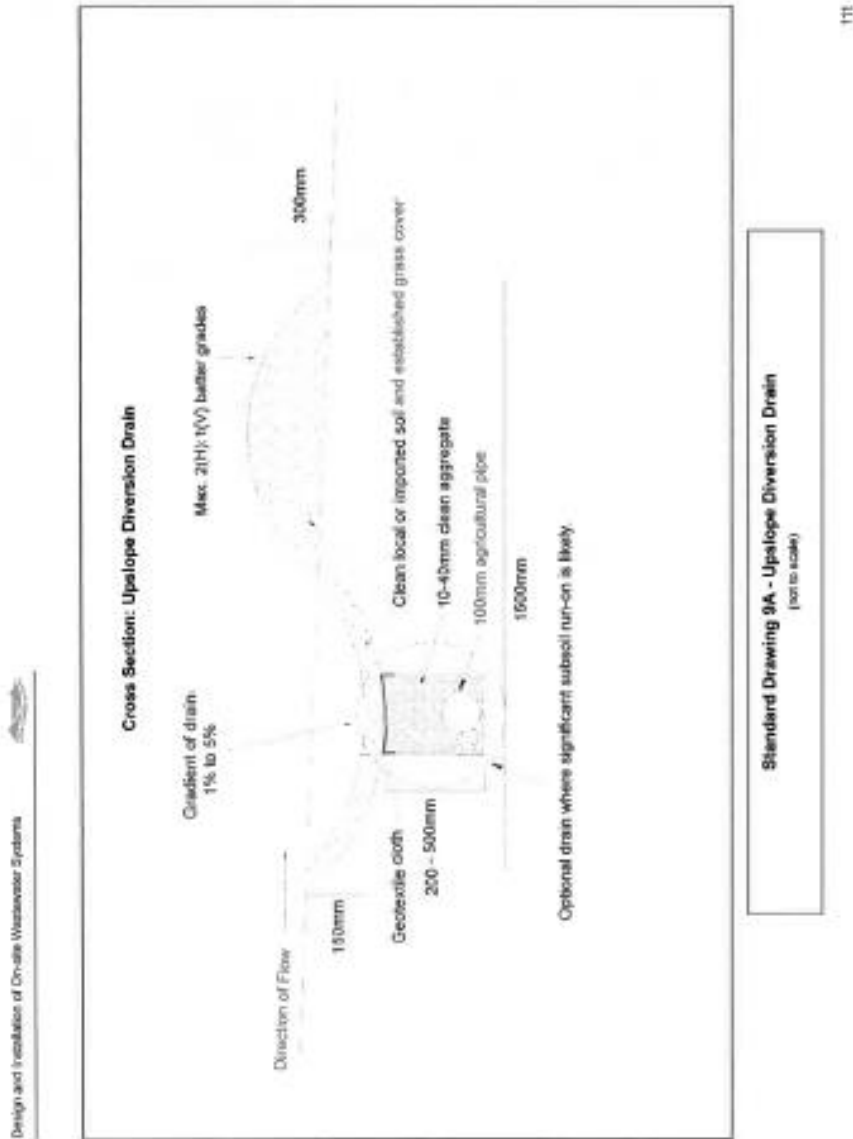 Design and Installation of On-site Wastewater Systems
Cross Section: Upslope Diversion Drain
Gradient of drain
1% to 5%
Max. 2(H): 1(V) batter grades
Direction of Flow
300mm
150mm
Geotextile cloth
200 - 500mm
Clean local or imported soil and established grass cover
10-40mm clean aggregate
100mm agricultural pipe
1500mm
Optional drain where significant subsoil run-on is likely.
Standard Drawing 9A - Upslope Diversion Drain
(not to scale)
111